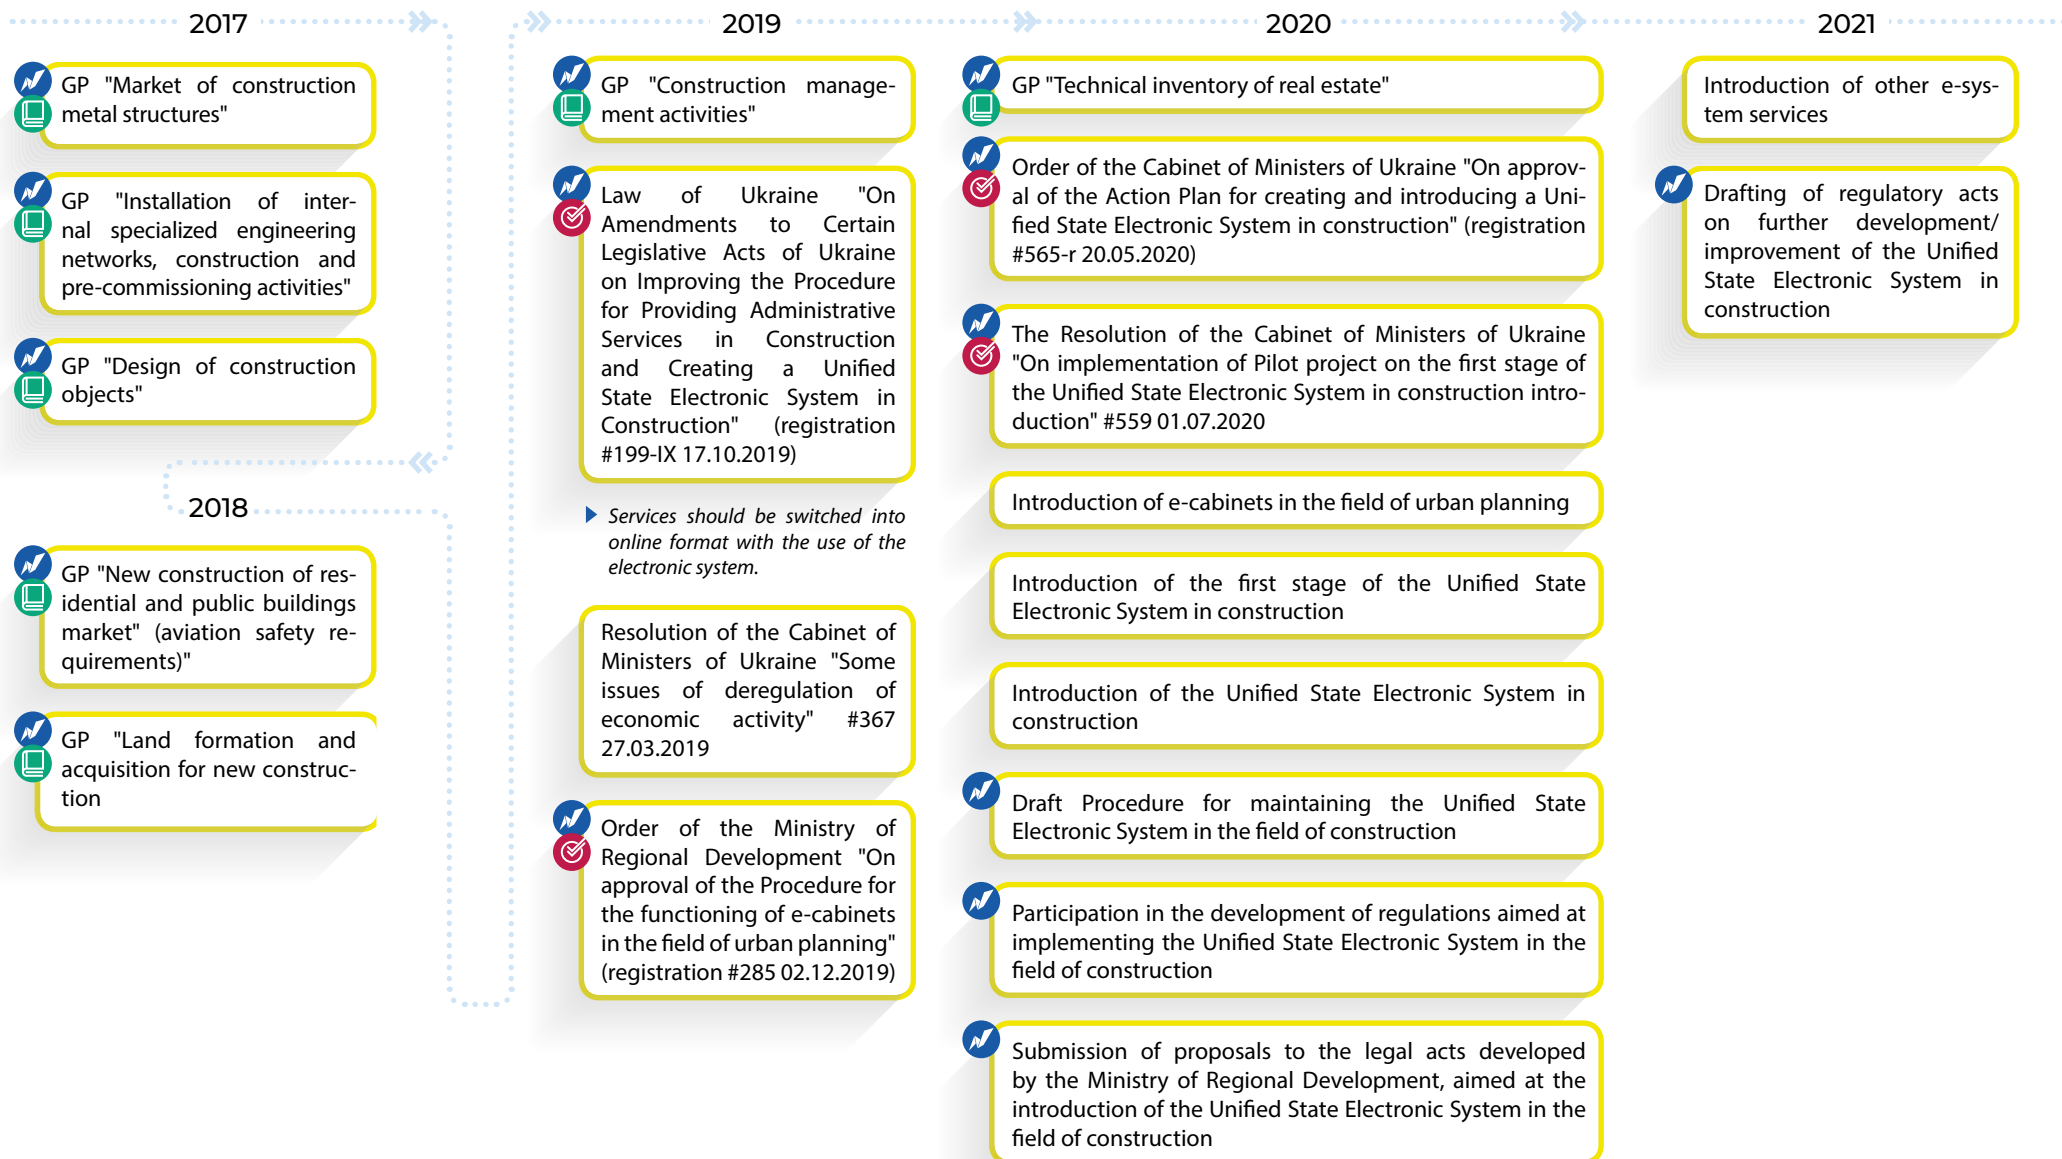 2017
GP "Market of construction
metal structures"
GP "Installation of inter-
nal specialized engineering
networks, construction and
pre-commissioning activities"
GP "Design of construction
objects"
2018
GP "New construction of res-
idential and public buildings
market" (aviation safety re-
quirements)"
GP "Land formation and
acquisition for new construc-
tion
2019
GP "Construction manage-
ment activities"
Law of Ukraine "On
Amendments to Certain
Legislative Acts of Ukraine
on Improving the Procedure
for Providing Administrative
Services in Construction
and Creating a Unified
State Electronic System in
Construction" (registration
#199-IX 17.10.2019)
Services should be switched into
online format with the use of the
electronic system.
Resolution of the Cabinet of
Ministers of Ukraine "Some
issues of deregulation of
economic activity" #367
27.03.2019
Order of the Ministry of
Regional Development "On
approval of the Procedure for
the functioning of e-cabinets
in the field of urban planning"
(registration #285 02.12.2019)
2020
GP "Technical inventory of real estate"
Order of the Cabinet of Ministers of Ukraine "On approv-
al of the Action Plan for creating and introducing a Uni-
fied State Electronic System in construction" (registration
#565-r 20.05.2020)
The Resolution of the Cabinet of Ministers of Ukraine
"On implementation of Pilot project on the first stage of
the Unified State Electronic System in construction intro-
duction" #559 01.07.2020
Introduction of e-cabinets in the field of urban planning
Introduction of the first stage of the Unified State
Electronic System in construction
Introduction of the Unified State Electronic System in
construction
Draft Procedure for maintaining the Unified State
Electronic System in the field of construction
Participation in the development of regulations aimed at
implementing the Unified State Electronic System in the
field of construction
Submission of proposals to the legal acts developed
by the Ministry of Regional Development, aimed at the
introduction of the Unified State Electronic System in the
field of construction
2021
Introduction of other e-sys-
tem services
Drafting of regulatory acts
on further development/
improvement of the Unified
State Electronic System in
construction